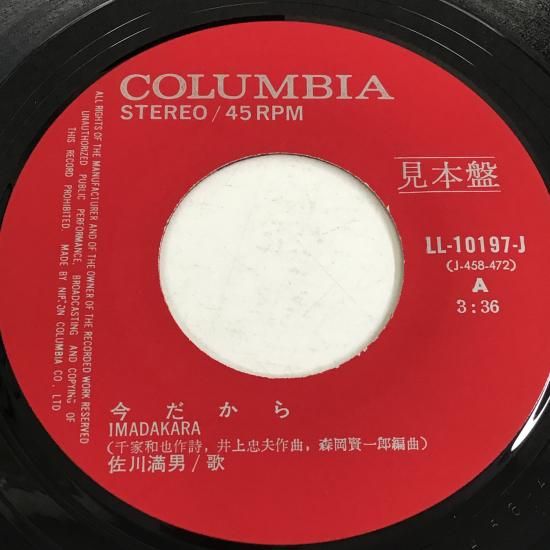 COLUMBIA
STEREO/45RPM
見本盤
LL-10197-J
(J-458-472)
A
3:36
今だから
IMADAKARA
(千家和也作詩,井上忠夫作曲,森岡賢一郎編曲)
佐川満男/歌
ALL RIGHTS OF THE MANUFACTURER AND OF THE OWNER OF THE RECORDED WORK RESERVED
UNAUTHORIZED PUBLIC PERFORMANCE, BROADCASTING AND COPYING OF
THIS RECORD PROHIBITED. MADE BY NIPPON COLUMBIA CO., LTD